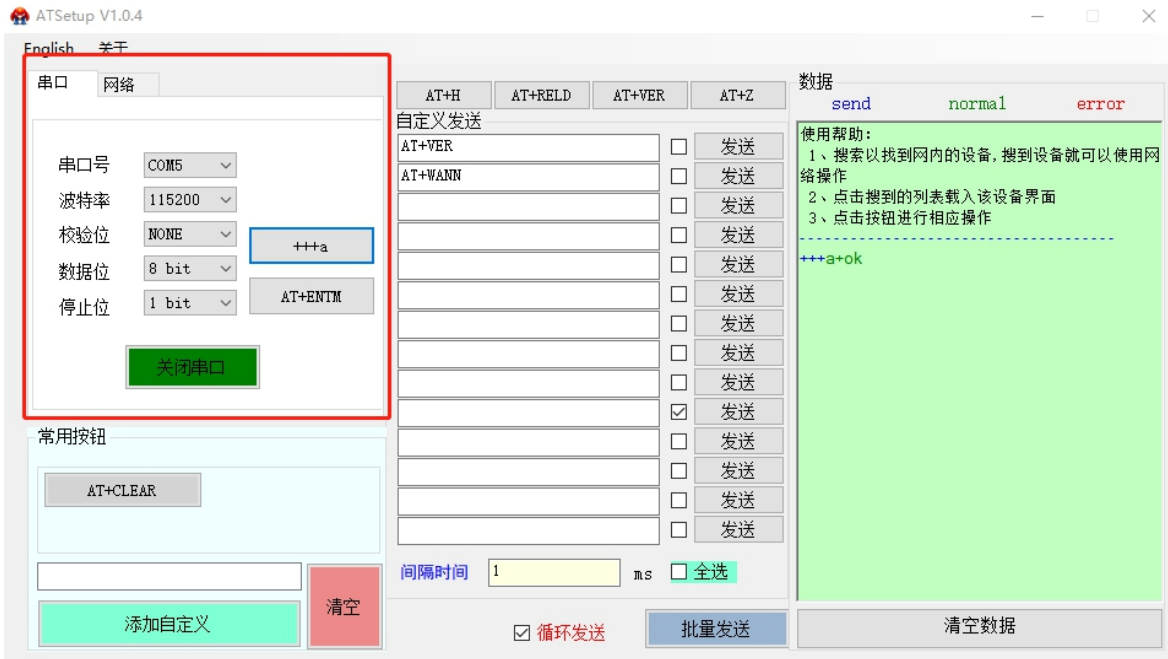 ATSetup V1.0.4
English 关于
串口 网络
串口号 COM5
波特率 115200
校验位 NONE
数据位 8 bit
停止位 1 bit
+++a
AT+ENTM
关闭串口
常用按钮
AT+CLEAR
添加自定义
清空
AT+H AT+RELD AT+VER AT+Z
自定义发送
AT+VER 发送
AT+WANN 发送
发送
发送
发送
发送
发送
发送
发送
发送
发送
发送
发送
发送
间隔时间 1 ms 全选
循环发送 批量发送
数据
send normal error
使用帮助:
1、搜索以找到网内的设备,搜到设备就可以使用网
络操作
2、点击搜到的列表载入该设备界面
3、点击按钮进行相应操作
------------------------------------
+++a+ok
清空数据